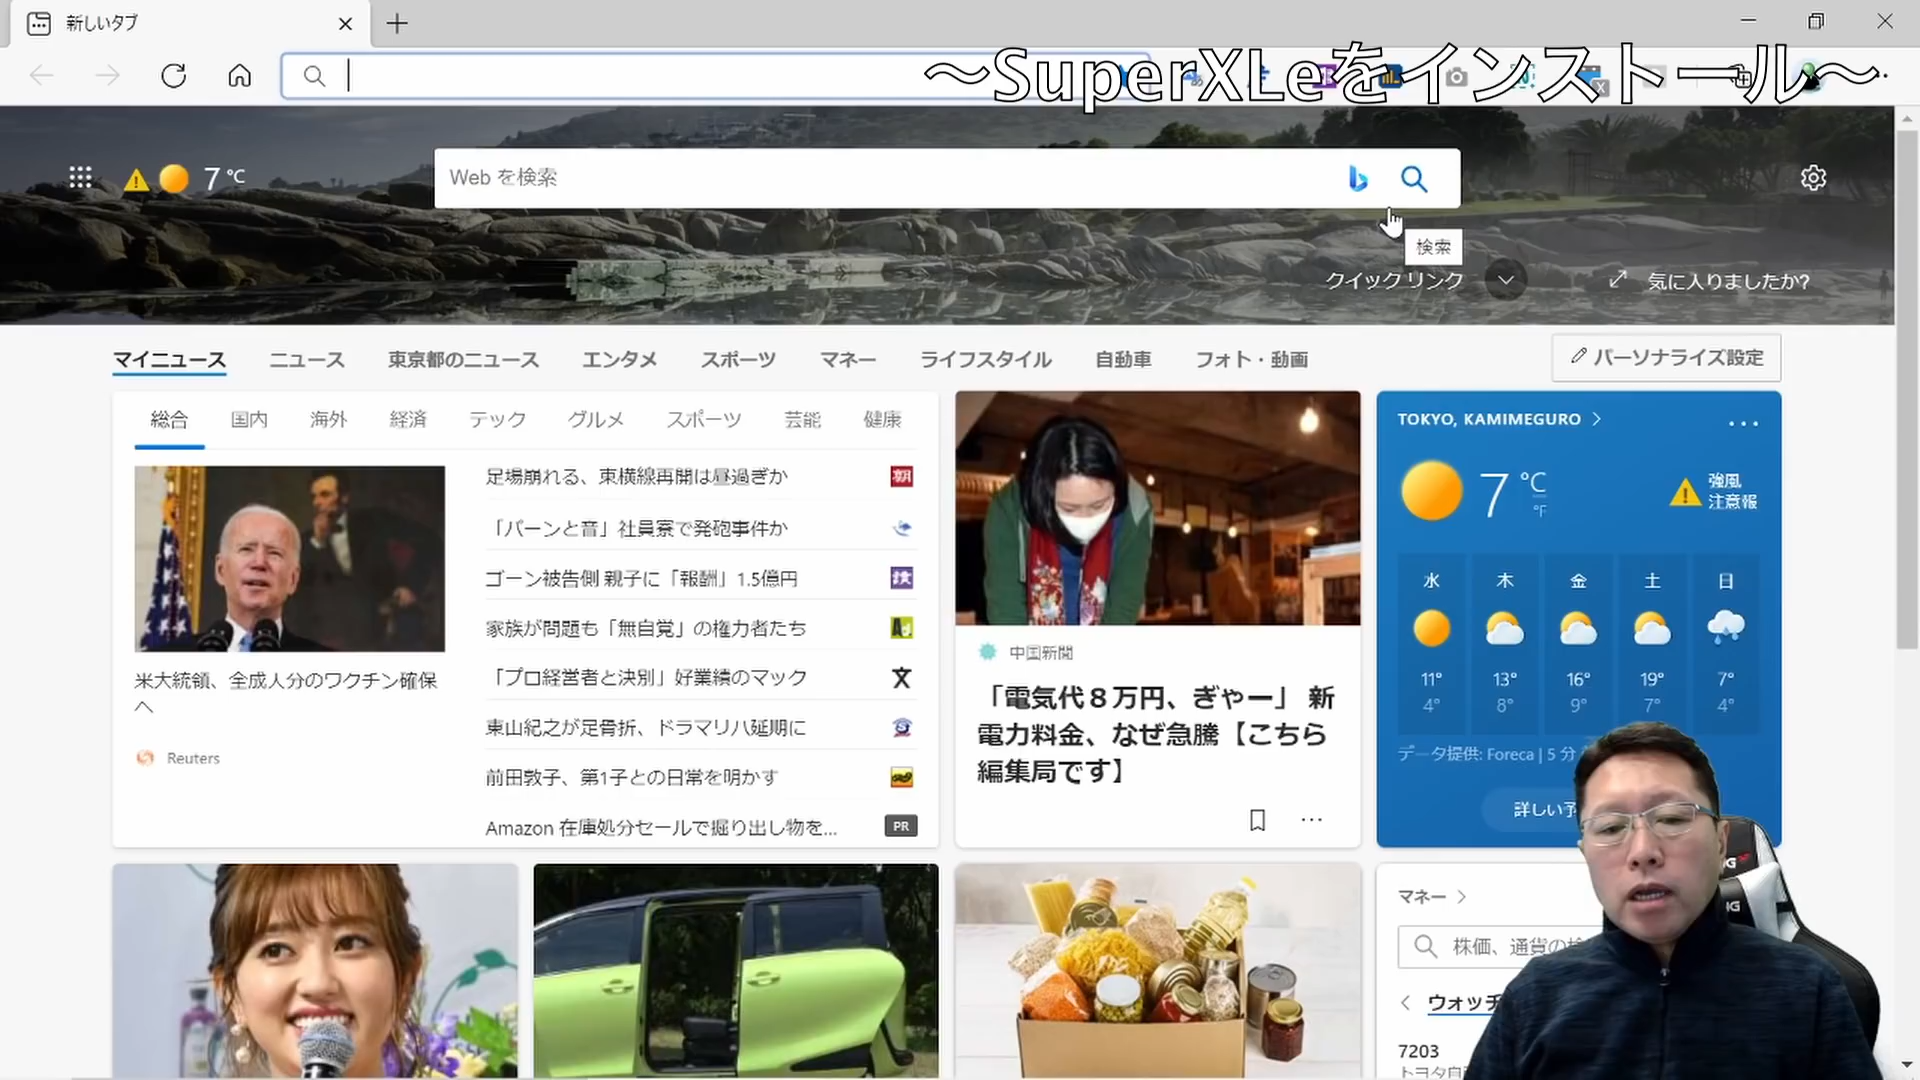 新しいタブ
～SuperXLeをインストール～
7 ℃
Web を検索
検索
クイックリンク
気に入りましたか?
マイニュース
ニュース
東京都のニュース
エンタメ
スポーツ
マネー
ライフスタイル
自動車
フォト・動画
パーソナライズ設定
総合
国内
海外
経済
テック
グルメ
スポーツ
芸能
健康
米大統領、全成人分のワクチン確保
へ
Reuters
足場崩れる、東横線再開は昼過ぎか
「パーンと音」社員寮で発砲事件か
ゴーン被告側 親子に「報酬」1.5億円
家族が問題も「無自覚」の権力者たち
「プロ経営者と決別」好業績のマック
東山紀之が足骨折、ドラマリハ延期に
前田敦子、第1子との日常を明かす
Amazon 在庫処分セールで掘り出し物を...
PR
中国新聞
「電気代８万円、ぎゃー」 新
電力料金、なぜ急騰【こちら
編集局です】
TOKYO, KAMIMEGURO
7 °C
°F
強風
注意報
水 木 金 土 日
11° 13° 16° 19° 7°
4° 8° 9° 7° 4°
データ提供: Foreca | 5 分
詳しい予
マネー
株価、通貨の
ウォッチ
7203
トヨタ自